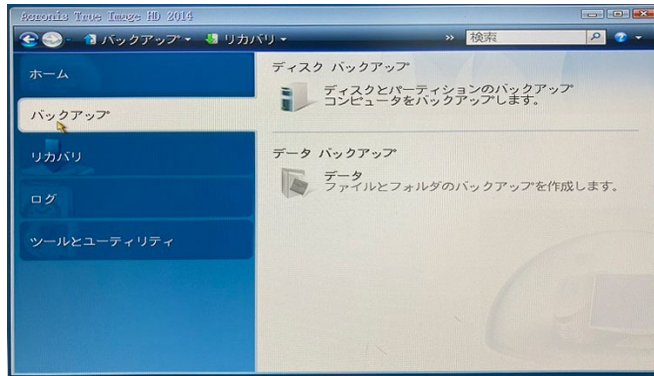 Acronis True Image HD 2014
バックアップ リカバリ » 検索
ホーム
バックアップ
リカバリ
ログ
ツールとユーティリティ
ディスク バックアップ
ディスクとパーティションのバックアップ
コンピュータをバックアップします。
データ バックアップ
データ
ファイルとフォルダのバックアップを作成します。